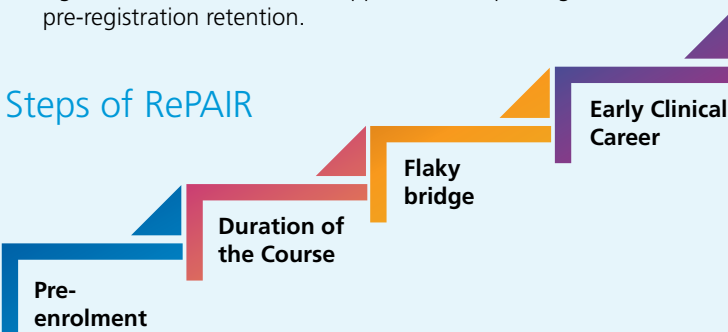 pre-registration retention.
Steps of RePAIR
Early Clinical
Career
Flaky
bridge
Duration of
the Course
Pre-
enrolment